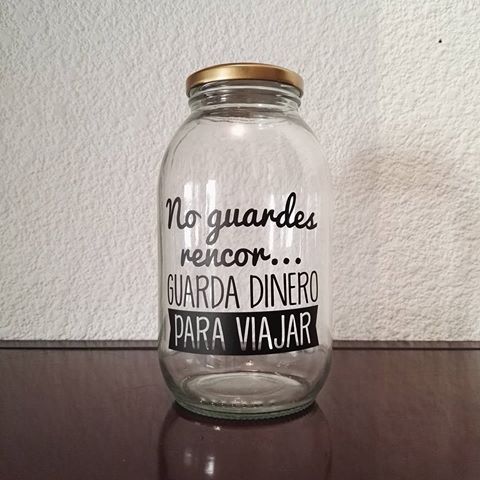 No guardes
rencor...
GUARDA DINERO
PARA VIAJAR